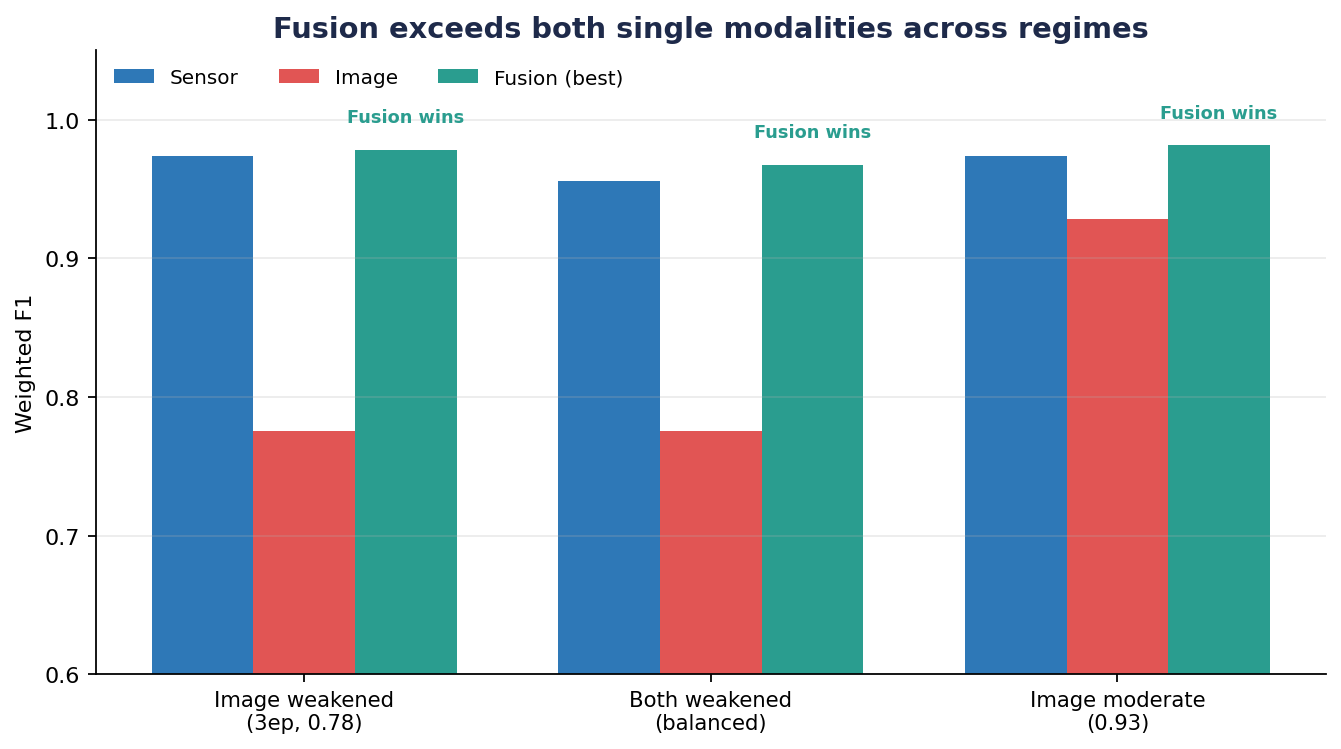 Fusion exceeds both single modalities across regimes
Sensor Image Fusion (best)
Fusion wins Fusion wins Fusion wins
Weighted F1
1.0
0.9
0.8
0.7
0.6
Image weakened
(3ep, 0.78)
Both weakened
(balanced)
Image moderate
(0.93)